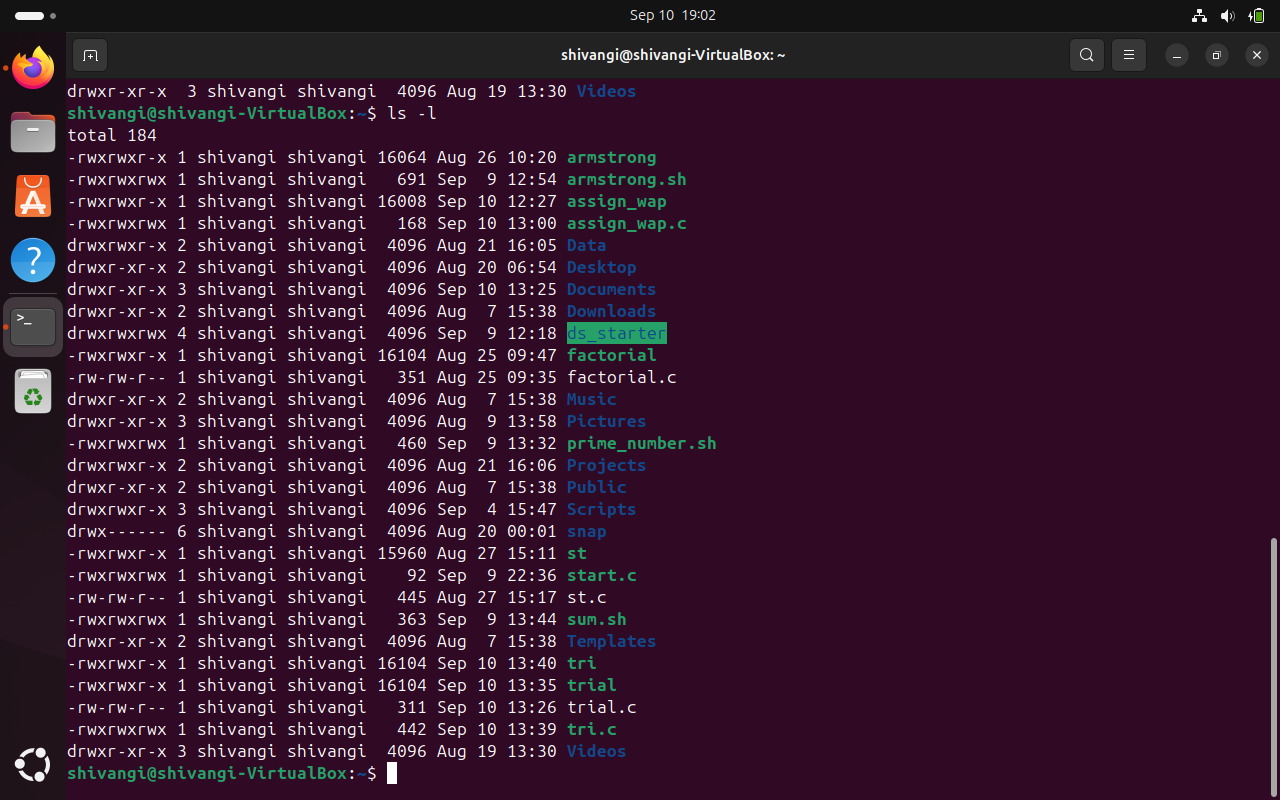 Sep 10 19:02
shivangi@shivangi-VirtualBox: ~
drwxr-xr-x  3 shivangi shivangi  4096 Aug 19 13:30 Videos
shivangi@shivangi-VirtualBox:~$ ls -l
total 184
-rwxrwxr-x 1 shivangi shivangi 16064 Aug 26 10:20 armstrong
-rwxrwxrwx 1 shivangi shivangi   691 Sep  9 12:54 armstrong.sh
-rwxrwxr-x 1 shivangi shivangi 16008 Sep 10 12:27 assign_wap
-rwxrwxrwx 1 shivangi shivangi   168 Sep 10 13:00 assign_wap.c
drwxrwxr-x 2 shivangi shivangi  4096 Aug 21 16:05 Data
drwxr-xr-x 2 shivangi shivangi  4096 Aug 20 06:54 Desktop
drwxr-xr-x 3 shivangi shivangi  4096 Sep 10 13:25 Documents
drwxr-xr-x 2 shivangi shivangi  4096 Aug  7 15:38 Downloads
drwxrwxrwx 4 shivangi shivangi  4096 Sep  9 12:18 ds_starter
-rwxrwxr-x 1 shivangi shivangi 16104 Aug 25 09:47 factorial
-rw-rw-r-- 1 shivangi shivangi   351 Aug 25 09:35 factorial.c
drwxr-xr-x 2 shivangi shivangi  4096 Aug  7 15:38 Music
drwxr-xr-x 3 shivangi shivangi  4096 Aug  9 13:58 Pictures
-rwxrwxrwx 1 shivangi shivangi   460 Sep  9 13:32 prime_number.sh
drwxrwxr-x 2 shivangi shivangi  4096 Aug 21 16:06 Projects
drwxr-xr-x 2 shivangi shivangi  4096 Aug  7 15:38 Public
drwxrwxr-x 3 shivangi shivangi  4096 Sep  4 15:47 Scripts
drwx------ 6 shivangi shivangi  4096 Aug 20 00:01 snap
-rwxrwxr-x 1 shivangi shivangi 15960 Aug 27 15:11 st
-rwxrwxrwx 1 shivangi shivangi    92 Sep  9 22:36 start.c
-rw-rw-r-- 1 shivangi shivangi   445 Aug 27 15:17 st.c
-rwxrwxrwx 1 shivangi shivangi   363 Sep  9 13:44 sum.sh
drwxr-xr-x 2 shivangi shivangi  4096 Aug  7 15:38 Templates
-rwxrwxr-x 1 shivangi shivangi 16104 Sep 10 13:40 tri
-rwxrwxr-x 1 shivangi shivangi 16104 Sep 10 13:35 trial
-rw-rw-r-- 1 shivangi shivangi   311 Sep 10 13:26 trial.c
-rwxrwxrwx 1 shivangi shivangi   442 Sep 10 13:39 tri.c
drwxr-xr-x 3 shivangi shivangi  4096 Aug 19 13:30 Videos
shivangi@shivangi-VirtualBox:~$